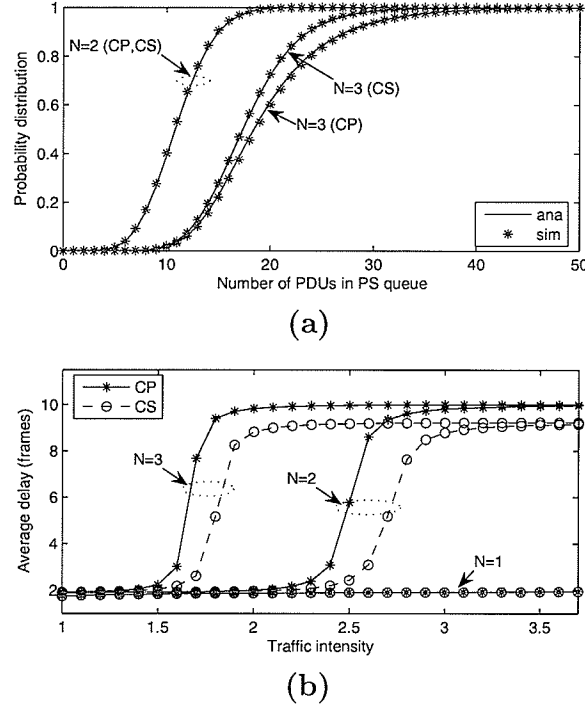 1
0.8
0.6
0.4
0.2
0
Probability distribution
N=2 (CP,CS)
N=3 (CS)
N=3 (CP)
ana
sim
0 10 20 30 40 50
Number of PDUs in PS queue
(a)
CP
CS
10
8
6
4
2
Average delay (frames)
N=3
N=2
N=1
1 1.5 2 2.5 3 3.5
Traffic intensity
(b)